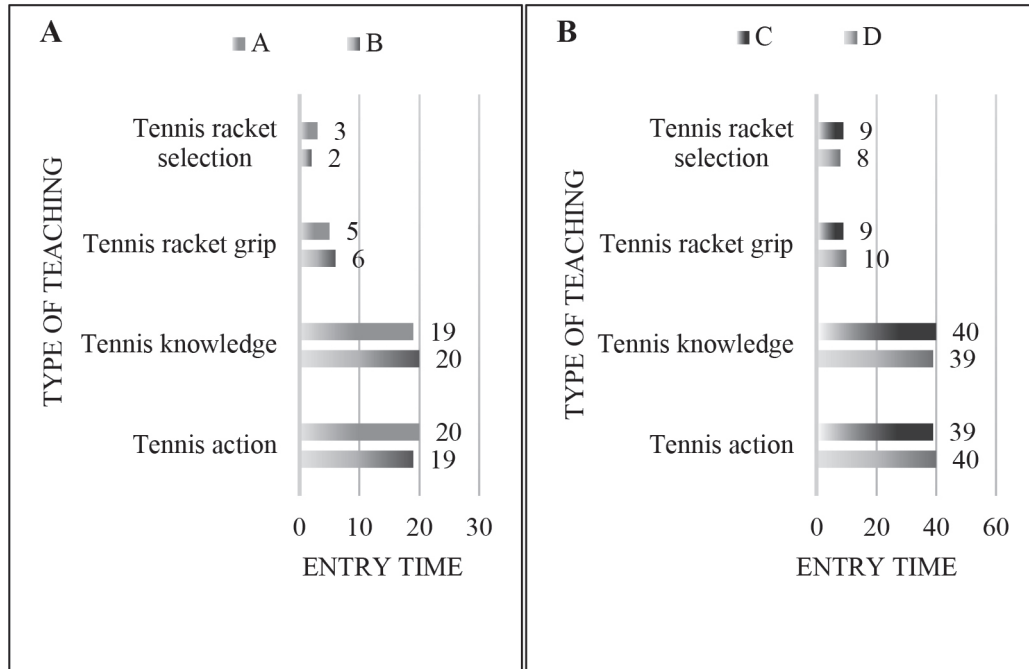 A
A B
TYPE OF TEACHING
Tennis racket
selection
3
2
Tennis racket grip
5
6
Tennis knowledge
19
20
Tennis action
20
19
0 10 20 30
ENTRY TIME
B
C D
TYPE OF TEACHING
Tennis racket
selection
9
8
Tennis racket grip
9
10
Tennis knowledge
40
39
Tennis action
39
40
0 20 40 60
ENTRY TIME